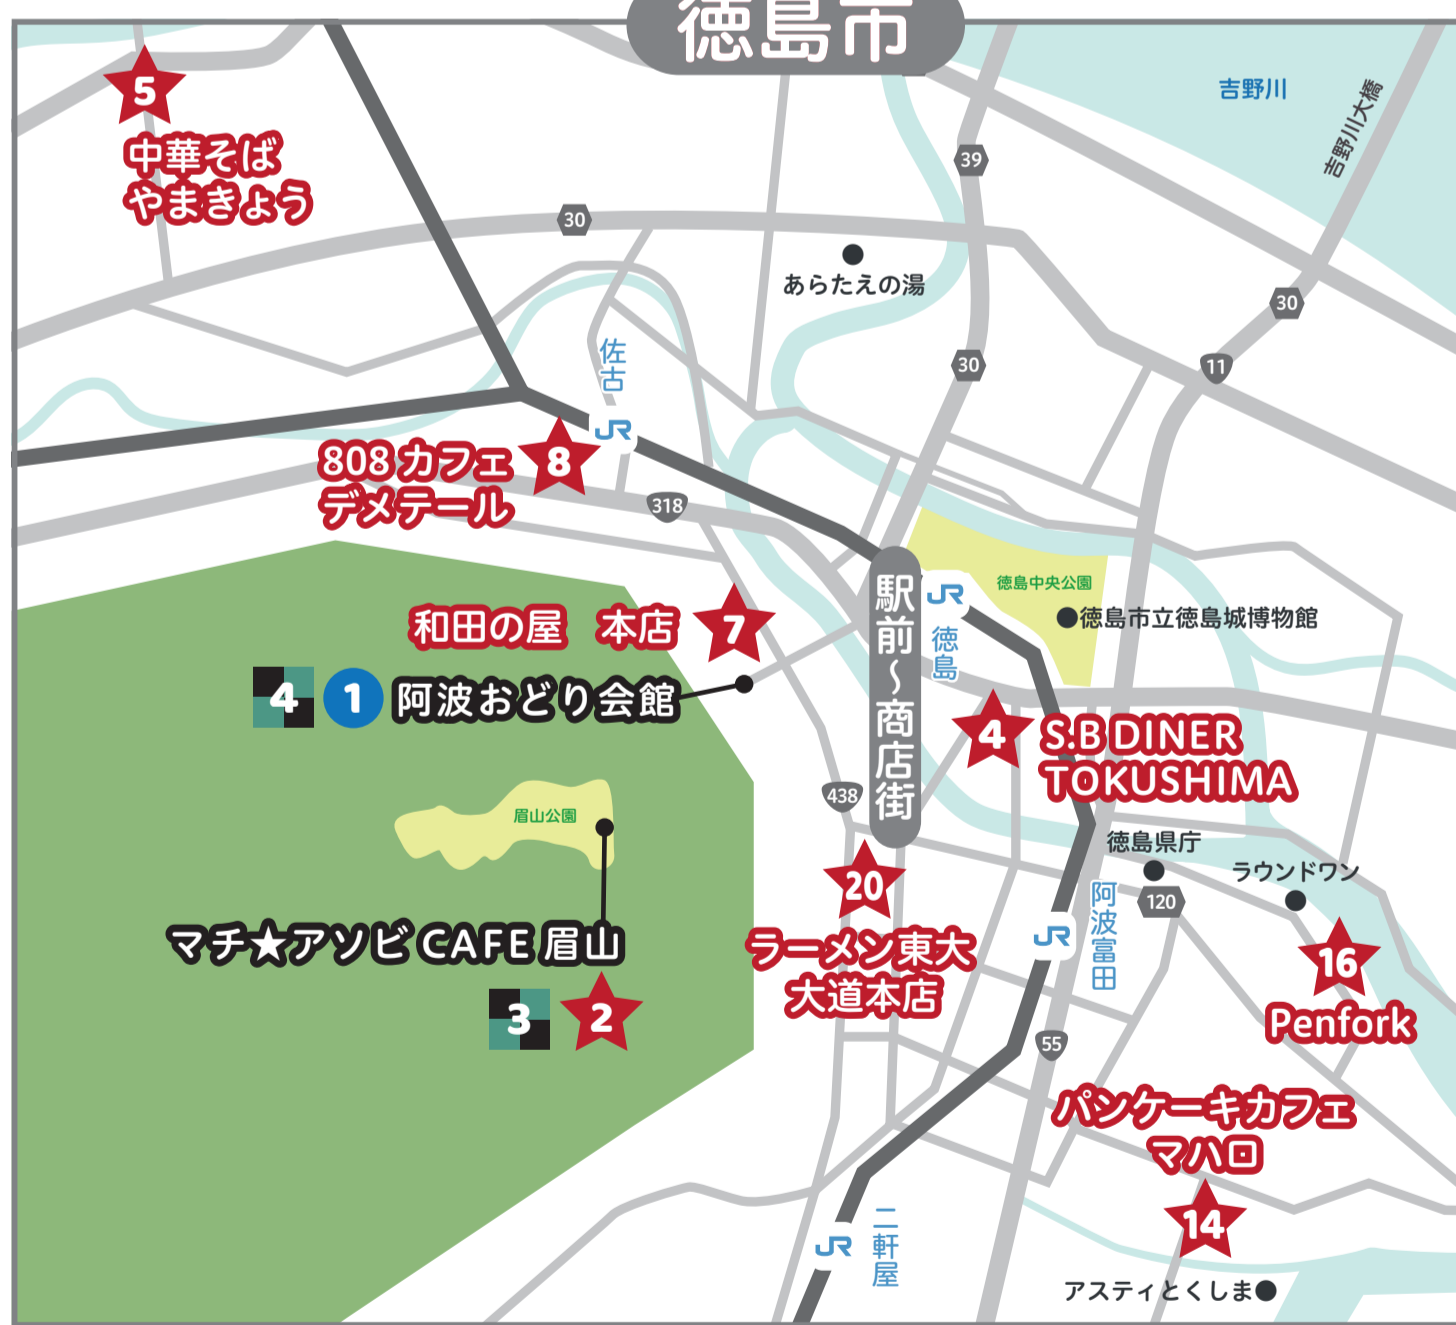 徳島市
5
中華そば
やまきょう
吉野川
吉野川大橋
39
30
あらたえの湯
30
30
11
佐古
JR
808 カフェ
デメテール
8
318
駅前~商店街
JR
徳島
徳島中央公園
徳島市立徳島城博物館
和田の屋 本店
7
4
1
阿波おどり会館
4
S.B DINER
TOKUSHIMA
438
眉山公園
徳島県庁
ラウンドワン
120
20
ラーメン東大
大道本店
阿波富田
JR
マチ★アソビ CAFE 眉山
3
2
16
Penfork
55
パンケーキカフェ
マハロ
14
JR
二軒屋
アスティとくしま